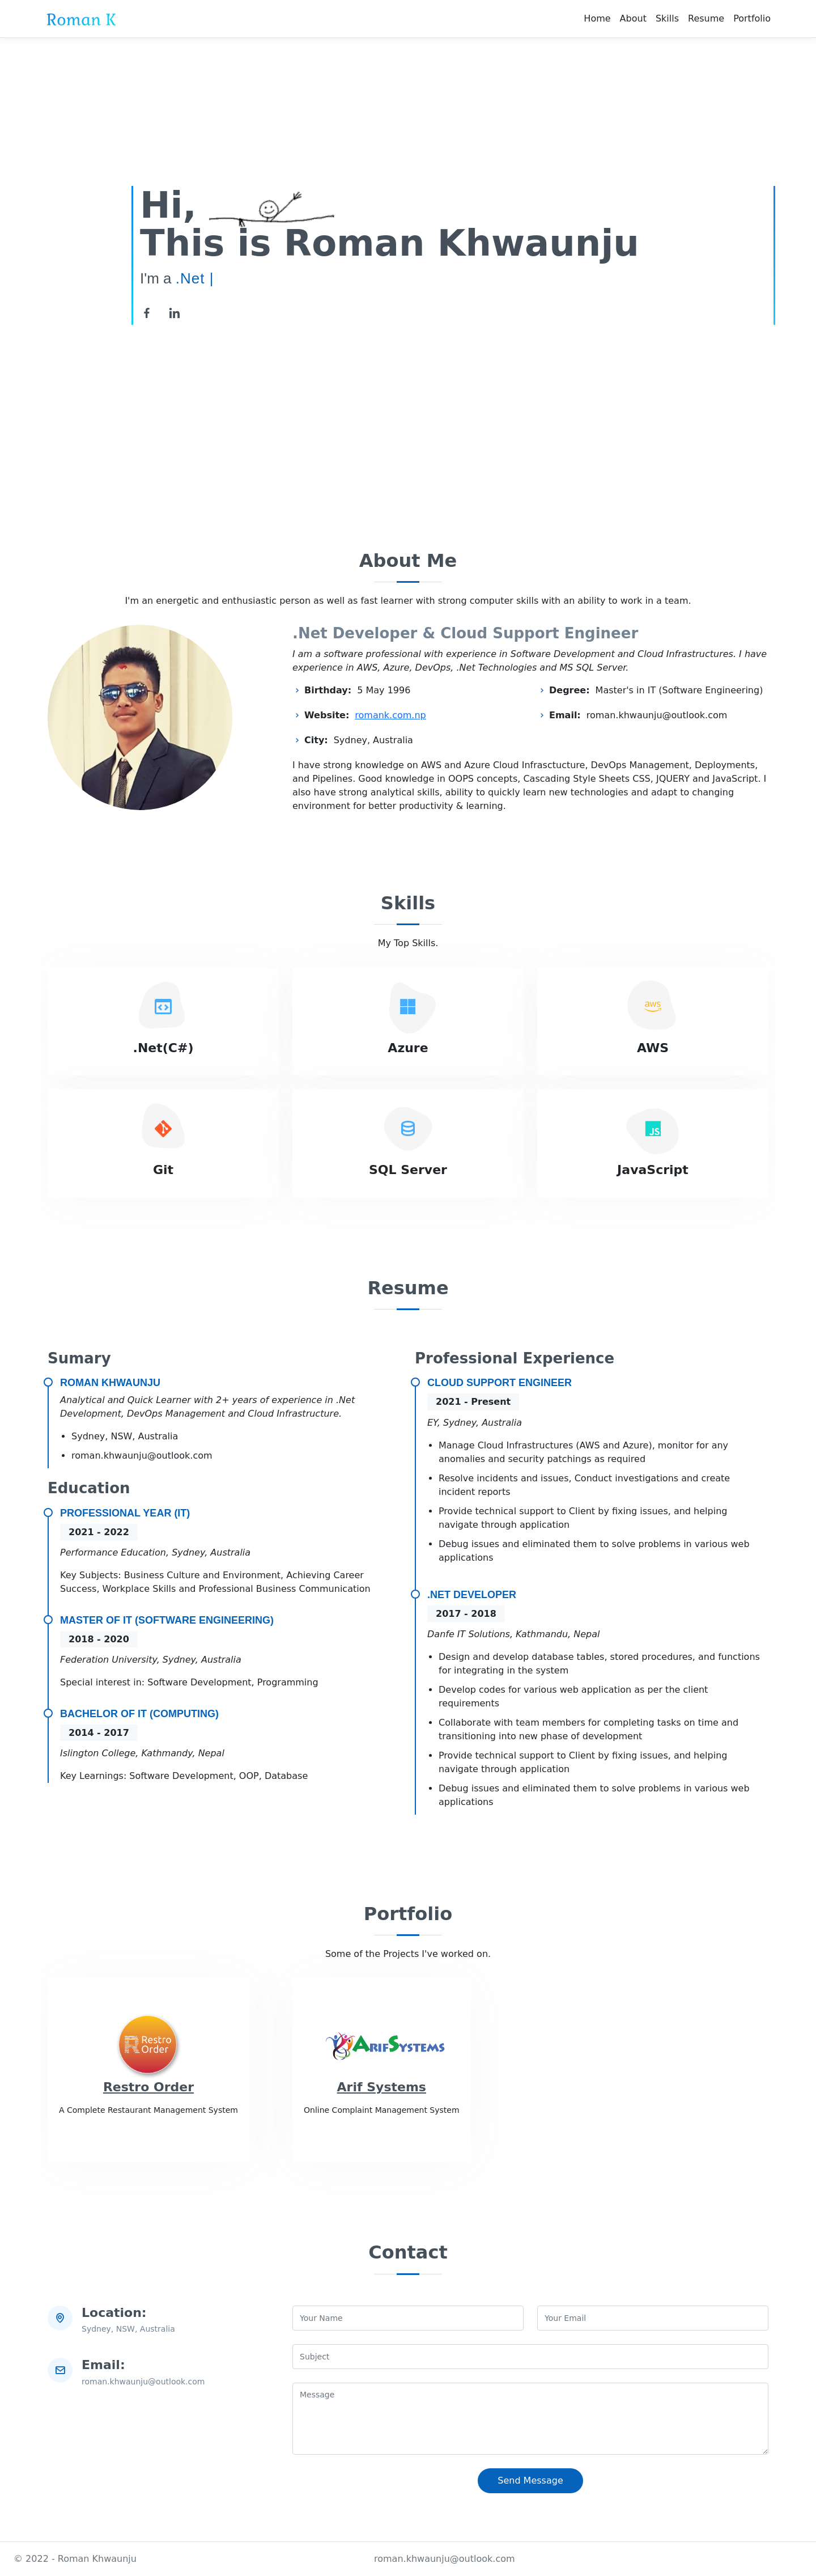 Roman K
Home About Skills Resume Portfolio
Hi,
This is Roman Khwaunju
I'm a .Net |
About Me
I'm an energetic and enthusiastic person as well as fast learner with strong computer skills with an ability to work in a team.
.Net Developer & Cloud Support Engineer
I am a software professional with experience in Software Development and Cloud Infrastructures. I have
experience in AWS, Azure, DevOps, .Net Technologies and MS SQL Server.
Birthday: 5 May 1996
Degree: Master's in IT (Software Engineering)
Website: romank.com.np
Email: roman.khwaunju@outlook.com
City: Sydney, Australia
I have strong knowledge on AWS and Azure Cloud Infrasctucture, DevOps Management, Deployments,
and Pipelines. Good knowledge in OOPS concepts, Cascading Style Sheets CSS, JQUERY and JavaScript. I
also have strong analytical skills, ability to quickly learn new technologies and adapt to changing
environment for better productivity & learning.
Skills
My Top Skills.
aws
.Net(C#)
Azure
AWS
JS
Git
SQL Server
JavaScript
Resume
Sumary
ROMAN KHWAUNJU
Analytical and Quick Learner with 2+ years of experience in .Net
Development, DevOps Management and Cloud Infrastructure.
• Sydney, NSW, Australia
• roman.khwaunju@outlook.com
Education
PROFESSIONAL YEAR (IT)
2021 - 2022
Performance Education, Sydney, Australia
Key Subjects: Business Culture and Environment, Achieving Career
Success, Workplace Skills and Professional Business Communication
MASTER OF IT (SOFTWARE ENGINEERING)
2018 - 2020
Federation University, Sydney, Australia
Special interest in: Software Development, Programming
BACHELOR OF IT (COMPUTING)
2014 - 2017
Islington College, Kathmandy, Nepal
Key Learnings: Software Development, OOP, Database
Professional Experience
CLOUD SUPPORT ENGINEER
2021 - Present
EY, Sydney, Australia
• Manage Cloud Infrastructures (AWS and Azure), monitor for any
anomalies and security patchings as required
• Resolve incidents and issues, Conduct investigations and create
incident reports
• Provide technical support to Client by fixing issues, and helping
navigate through application
• Debug issues and eliminated them to solve problems in various web
applications
.NET DEVELOPER
2017 - 2018
Danfe IT Solutions, Kathmandu, Nepal
• Design and develop database tables, stored procedures, and functions
for integrating in the system
• Develop codes for various web application as per the client
requirements
• Collaborate with team members for completing tasks on time and
transitioning into new phase of development
• Provide technical support to Client by fixing issues, and helping
navigate through application
• Debug issues and eliminated them to solve problems in various web
applications
Portfolio
Some of the Projects I've worked on.
Restro
Order
Restro Order
A Complete Restaurant Management System
ARIFSYSTEMS
Arif Systems
Online Complaint Management System
Contact
Location:
Sydney, NSW, Australia
Email:
roman.khwaunju@outlook.com
Your Name
Your Email
Subject
Message
Send Message
© 2022 - Roman Khwaunju
roman.khwaunju@outlook.com